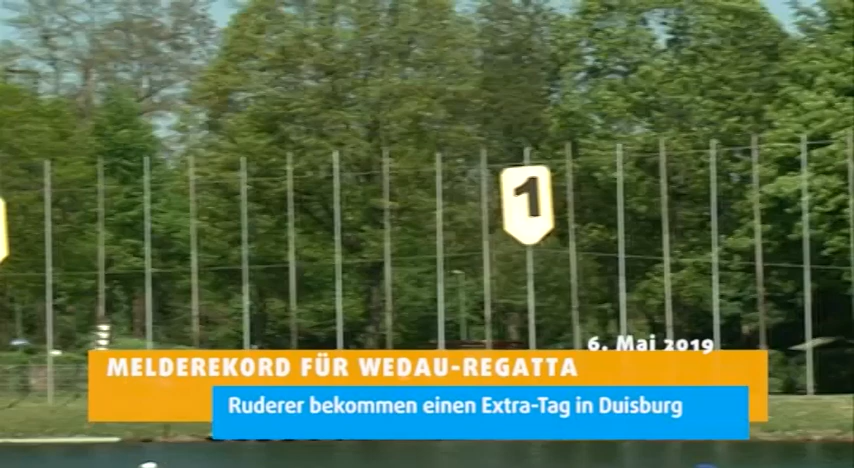 1
6. Mai 2019
MELDEREKORD FÜR WEDAU-REGATTA
Ruderer bekommen einen Extra-Tag in Duisburg